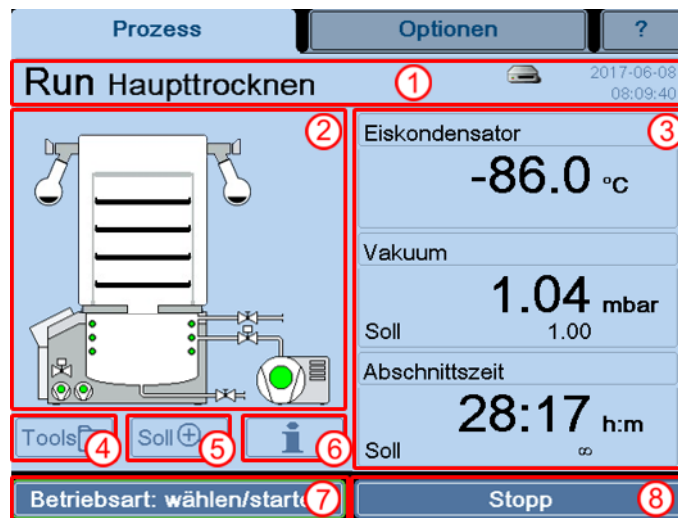 Prozess
Optionen
?
Run Haupttrocknen
1
2017-06-08
08:09:40
2
Eiskondensator
3
-86.0 °C
Vakuum
1.04 mbar
Soll 1.00
Abschnittszeit
28:17 h:m
Soll ∞
Tools 4
Soll 5
i 6
Betriebsart: wählen/starte 7
Stopp 8